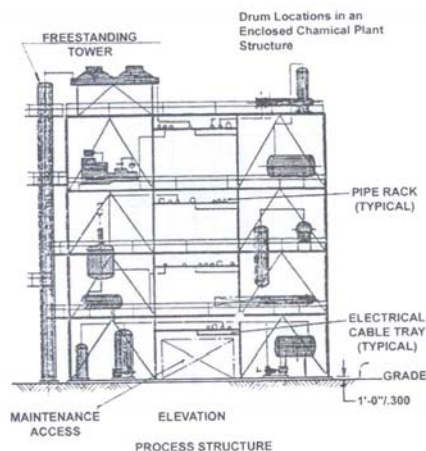 Drum Locations in an
Enclosed Chamical Plant
Structure
FREESTANDING
TOWER
PIPE RACK
(TYPICAL)
ELECTRICAL
CABLE TRAY
(TYPICAL)
GRADE
1'-0"/.300
MAINTENANCE
ACCESS
ELEVATION
PROCESS STRUCTURE